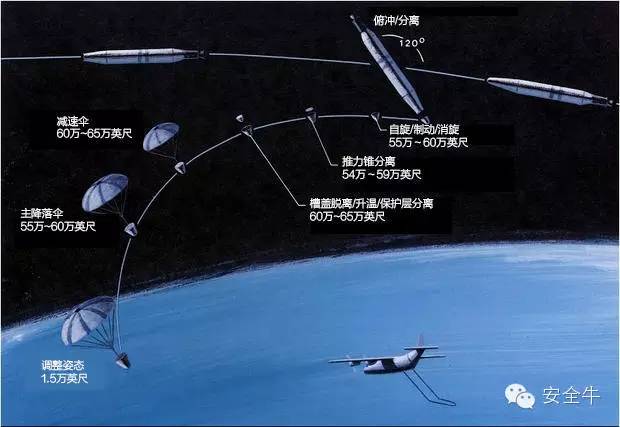 俯冲/分离
120°
减速伞
60万~65万英尺
自旋/制动/消旋
55万~60万英尺
推力锥分离
54万~59万英尺
主降落伞
55万~60万英尺
槽盖脱离/升温/保护层分离
60万~65万英尺
调整姿态
1.5万英尺
安全牛